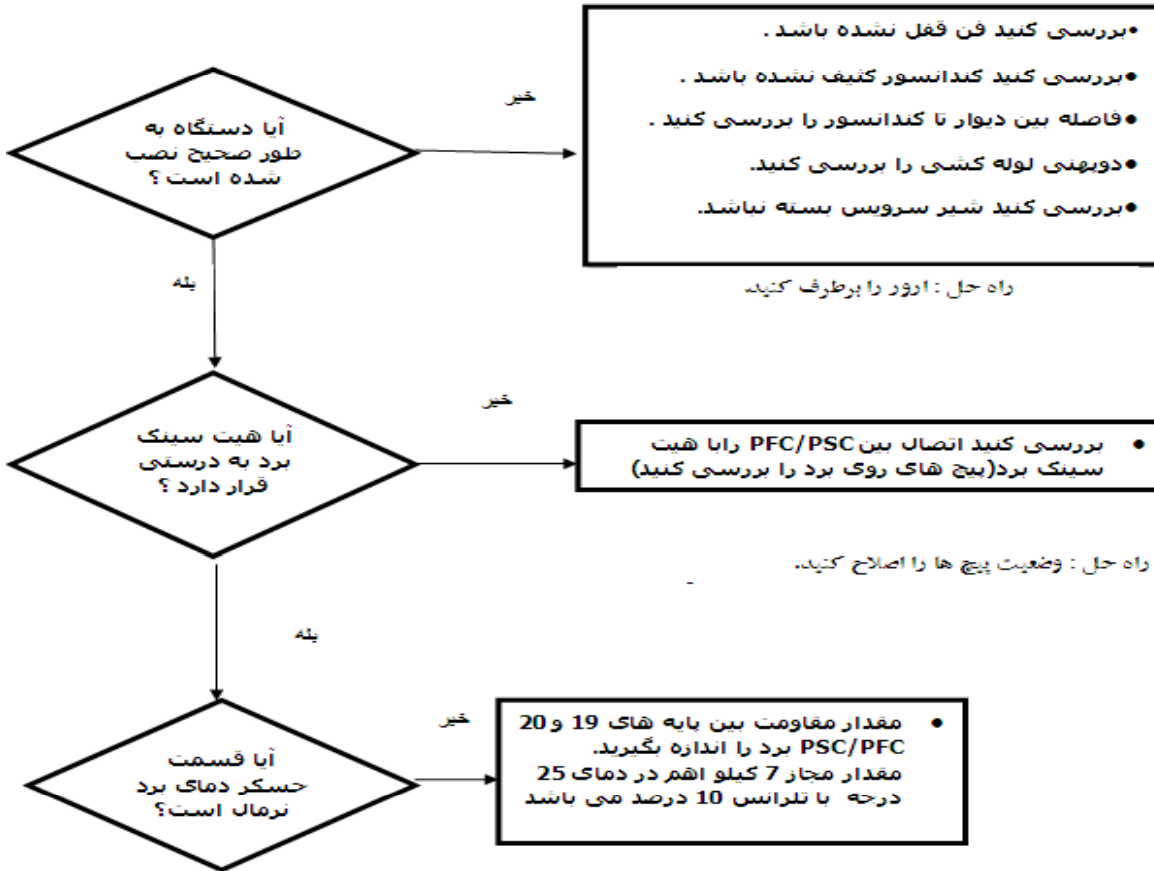 آیا دستگاه به
طور صحیح نصب
شده است؟
خیر
•بررسی کنید فن قفل نشده باشد .
•بررسی کنید کندانسور کثیف نشده باشد .
•فاصله بین دیوار تا کندانسور را بررسی کنید .
•دوپهنی لوله کشی را بررسی کنید.
•بررسی کنید شیر سرویس بسته نباشد.
راه حل : ارور را برطرف کنید.
بله
آیا هیت سینک
برد به درستی
قرار دارد ؟
خیر
• بررسی کنید اتصال بین PFC/PSC رابا هیت
سینک برد(پیچ های روی برد را بررسی کنید)
راه حل : وضعیت پیچ ها را اصلاح کنید.
-
بله
آیا قسمت
حسکر دمای برد
نرمال است؟
خیر
• مقدار مقاومت بین پایه های 19 و 20
PSC/PFC برد را اندازه بگیرید.
مقدار مجاز 7 کیلو اهم در دمای 25
درجه با تلرانس 10 درصد می باشد